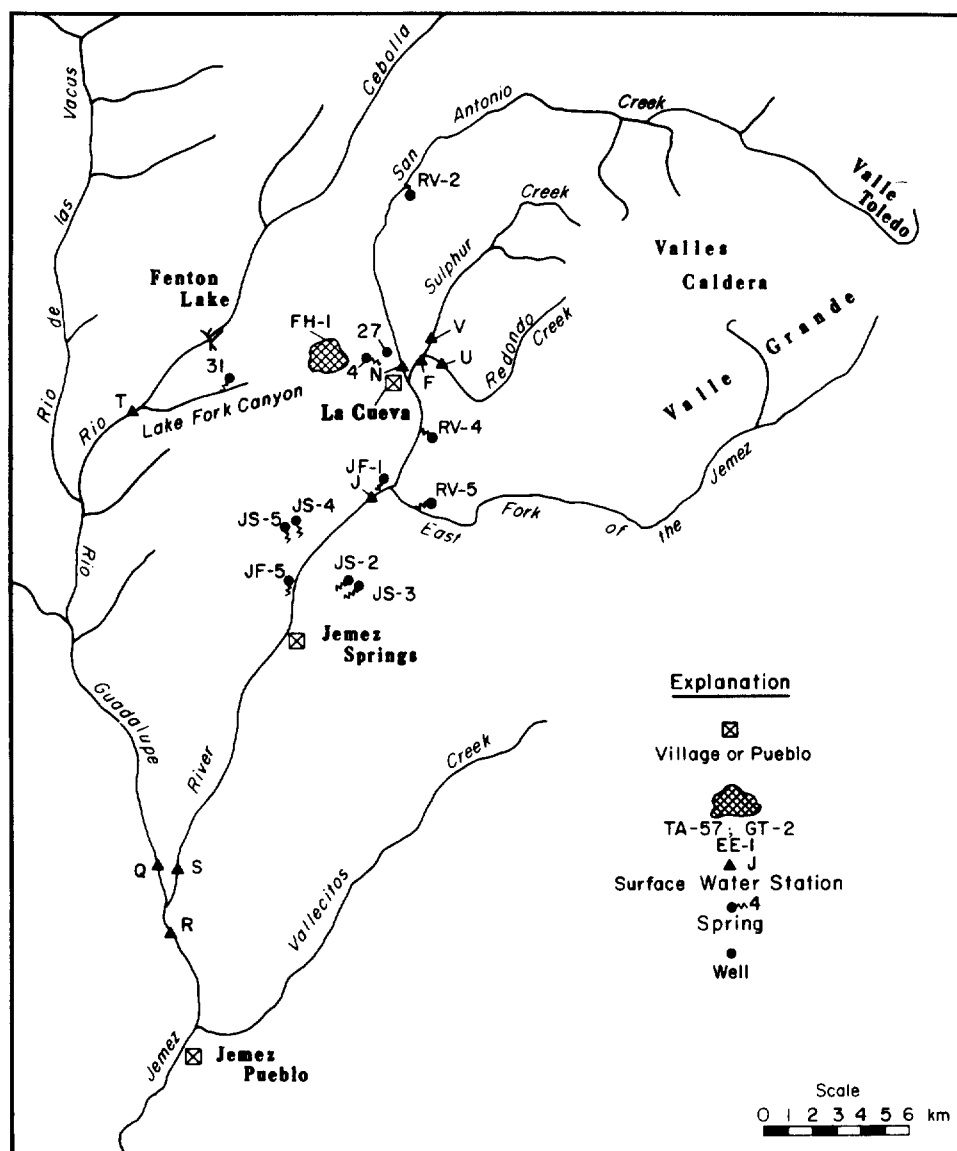 Vacas
las
de
Rio
Cebolla
San
Antonio
Creek
RV-2
Sulphur
Creek
Valle
Toledo
Valles
Caldera
Valle Grande
Fenton
Lake
FH-1
27
4
N
V
U
F
Redondo
Creek
31
T
Rio
Lake Fork Canyon
La Cueva
RV-4
JF-1
J
RV-5
East Fork of the Jemez
JS-4
JS-5
JF-5
JS-2
JS-3
Rio
Guadalupe
Jemez
Springs
River
Q
S
R
Vallecitos
Creek
Jemez
Jemez
Pueblo
Explanation
Village or Pueblo
TA-57; GT-2
EE-1
J
Surface Water Station
4
Spring
Well
Scale
0 1 2 3 4 5 6 km